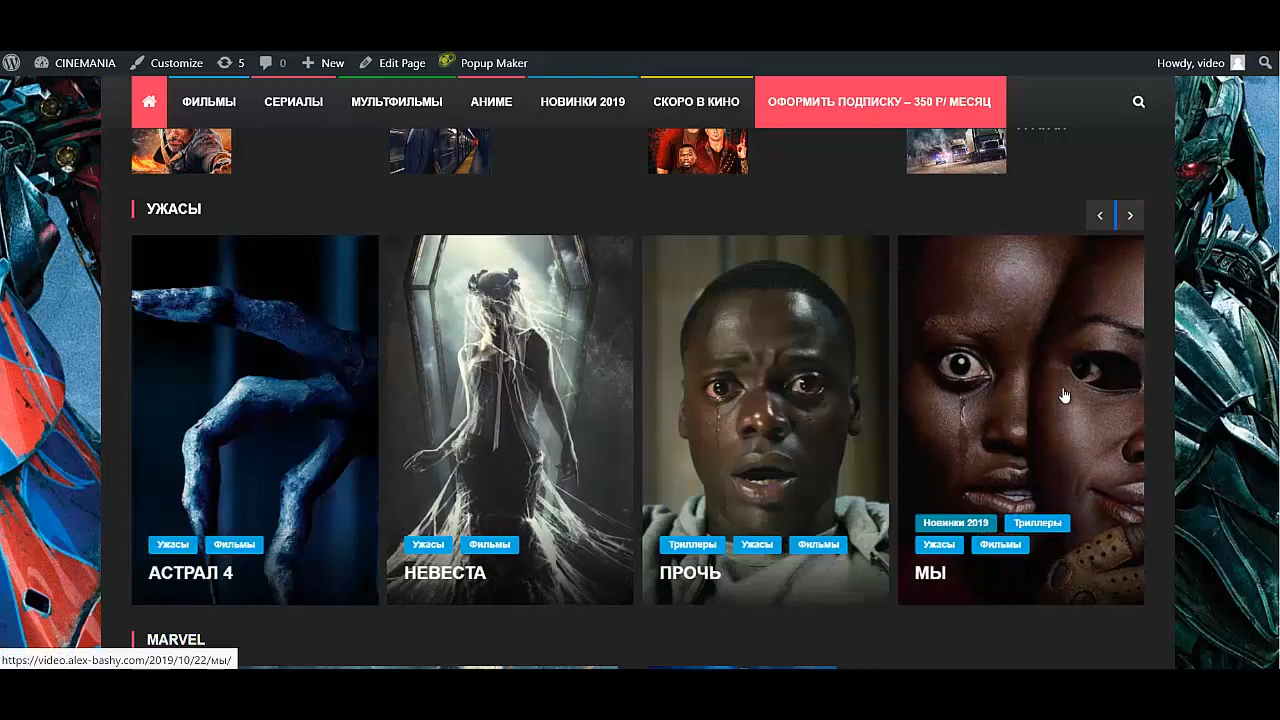 CINEMANIA Customize 5 0 New Edit Page Popup Maker Howdy, video
ФИЛЬМЫ СЕРИАЛЫ МУЛЬТФИЛЬМЫ АНИМЕ НОВИНКИ 2019 СКОРО В КИНО ОФОРМИТЬ ПОДПИСКУ – 350 Р/ МЕСЯЦ
УЖАСЫ
Ужасы Фильмы
АСТРАЛ 4
Ужасы Фильмы
НЕВЕСТА
Триллеры Ужасы Фильмы
ПРОЧЬ
Новинки 2019 Триллеры
Ужасы Фильмы
МЫ
MARVEL
https://video.alex-bashy.com/2019/10/22/мы/